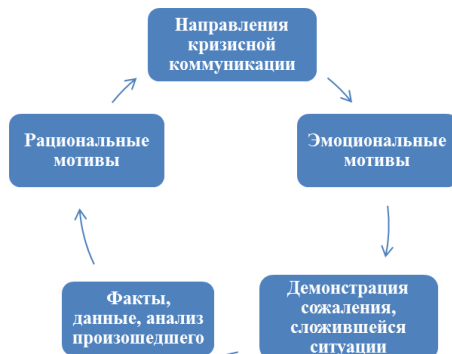 Направления
кризисной
коммуникации
Рациональные
мотивы
Эмоциональные
мотивы
Факты,
данные, анализ
произошедшего
Демонстрация
сожаления,
сложившейся
ситуации